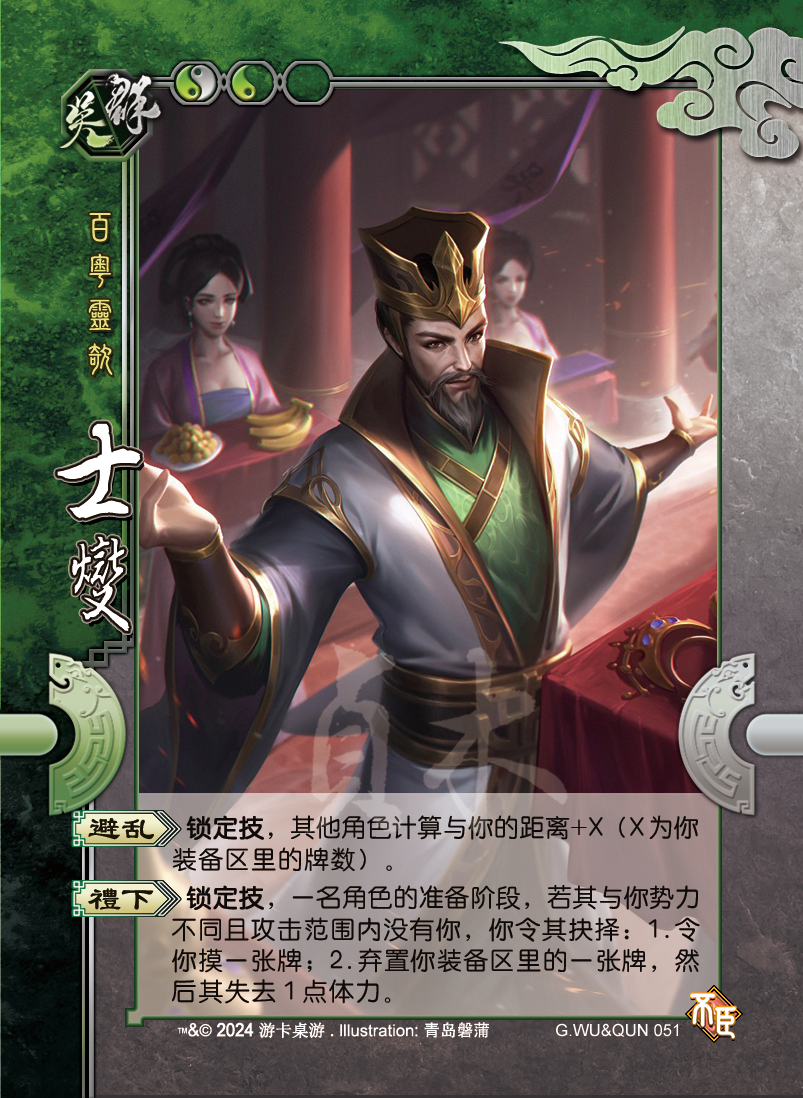 吴 群
百粤靈欹
士燮
避乱 锁定技，其他角色计算与你的距离+X（X为你
装备区里的牌数）。
禮下 锁定技，一名角色的准备阶段，若其与你势力
不同且攻击范围内没有你，你令其抉择：1.令
你摸一张牌；2.弃置你装备区里的一张牌，然
后其失去1点体力。
不臣
™&© 2024 游卡桌游 . Illustration: 青岛磐蒲 G.WU&QUN 051